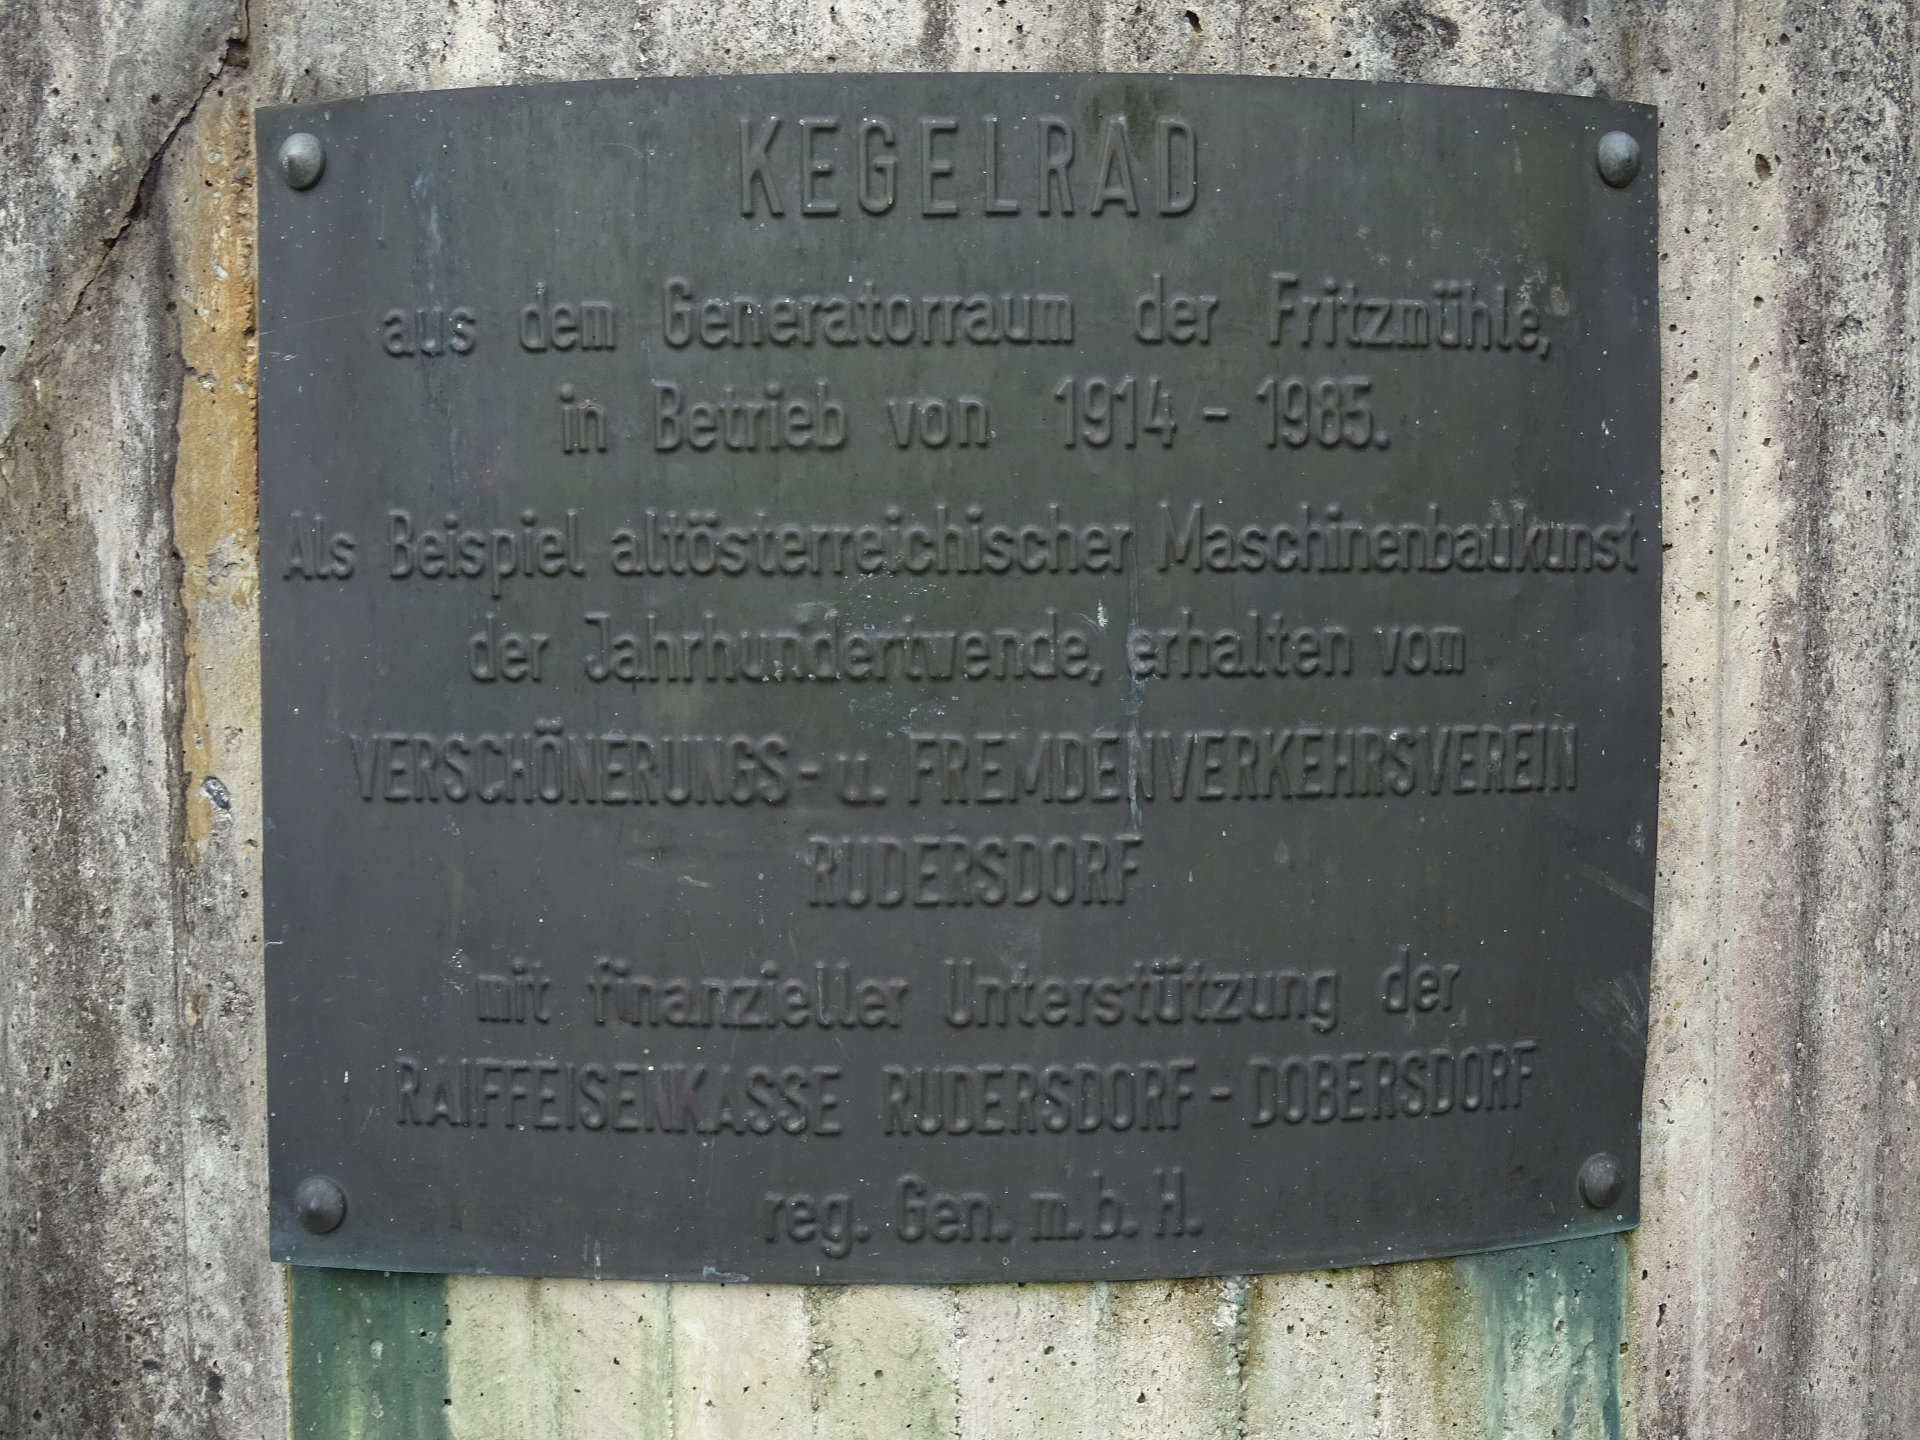 KEGELRAD
aus dem Generatorraum der Fritzmühle,
in Betrieb von 1914 - 1985.
Als Beispiel altösterreichischer Maschinenbaukunst
der Jahrhundertwende, erhalten vom
VERSCHÖNERUNGS- u. FREMDENVERKEHRSVEREIN
RUDERSDORF
mit finanzieller Unterstützung der
RAIFFEISENKASSE RUDERSDORF - DOBERSDORF
reg. Gen. m. b. H.